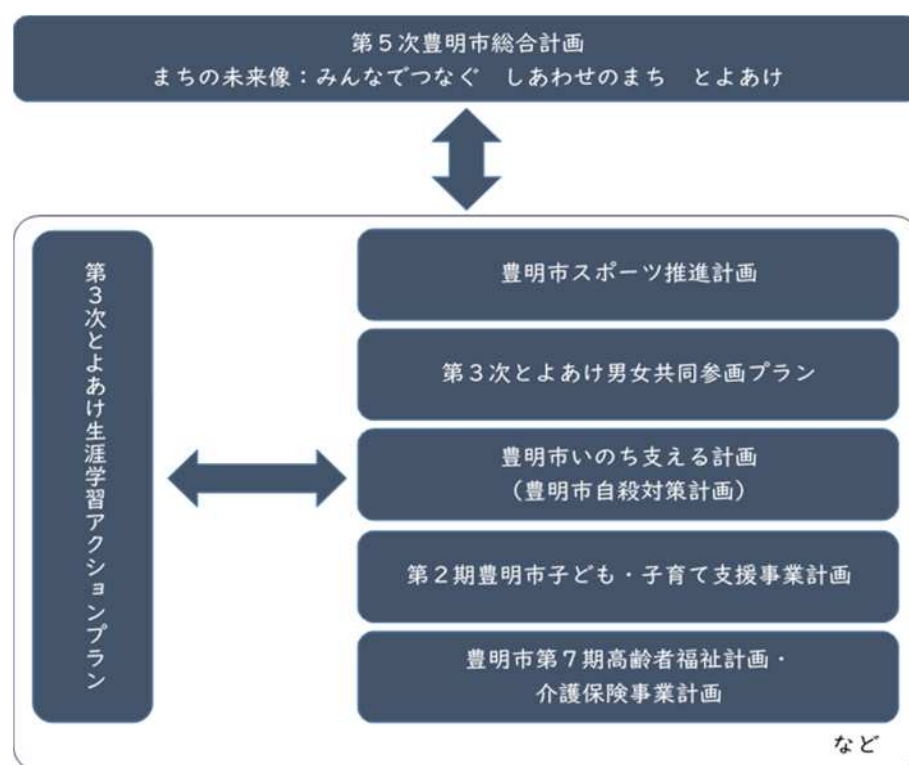 第５次豊明市総合計画
まちの未来像：みんなでつなぐ　しあわせのまち　とよあけ
第３次とよあけ生涯学習アクションプラン
豊明市スポーツ推進計画
第３次とよあけ男女共同参画プラン
豊明市いのち支える計画
（豊明市自殺対策計画）
第２期豊明市子ども・子育て支援事業計画
豊明市第７期高齢者福祉計画・
介護保険事業計画
など